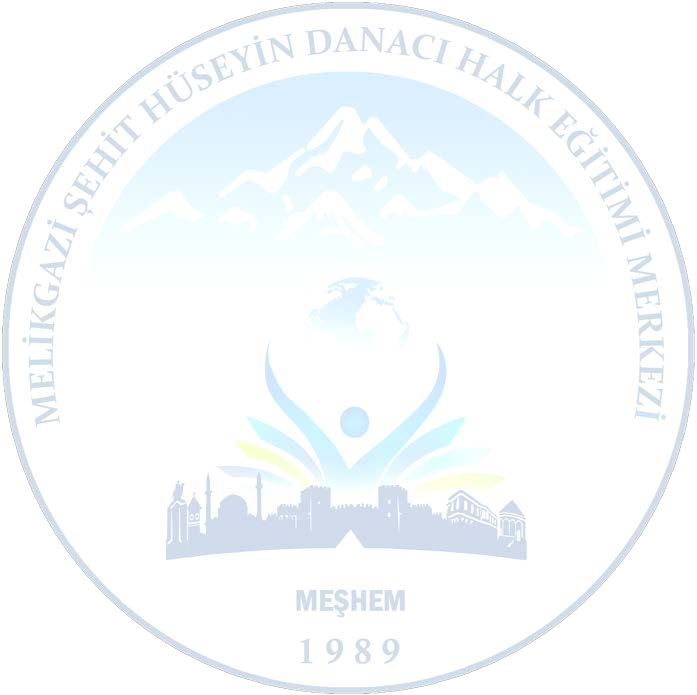 MELİKGAZİ ŞEHİT HÜSEYİN DANACI HALK EĞİTİMİ MERKEZİ
MEŞHEM
1989